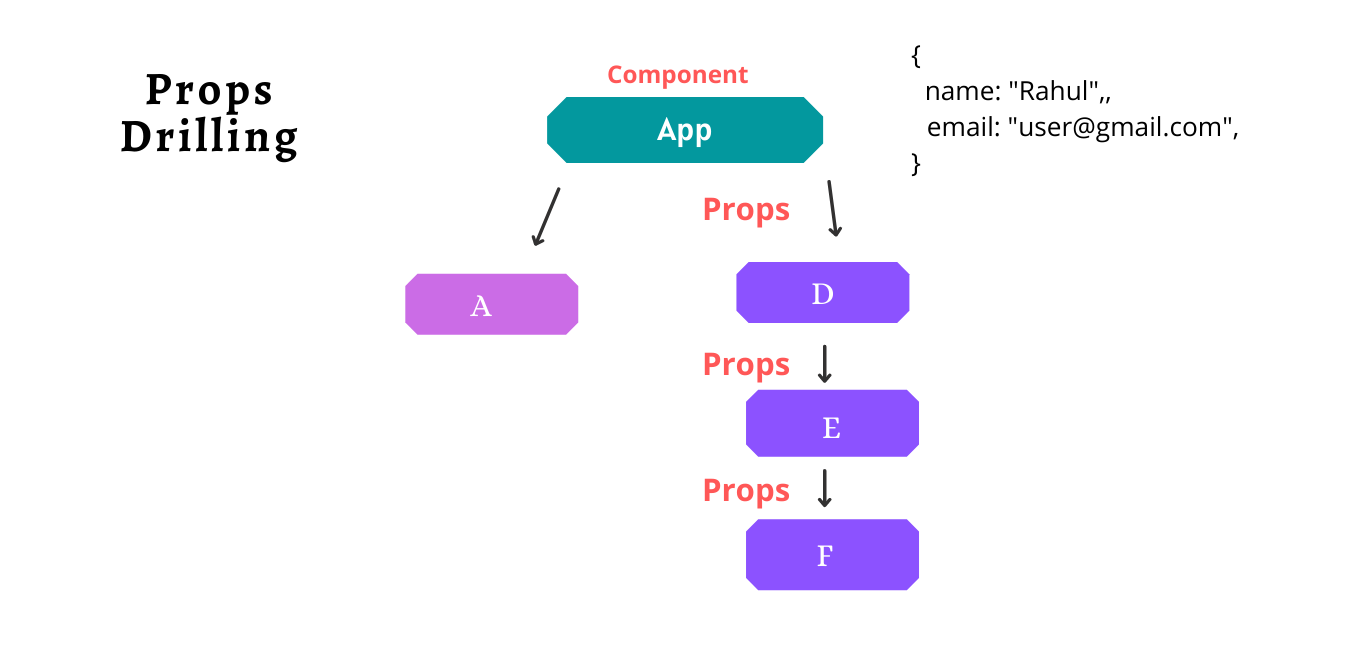 Props
Drilling
Component
App
{
name: "Rahul",,
email: "user@gmail.com",
}
Props
A
D
Props
E
Props
F